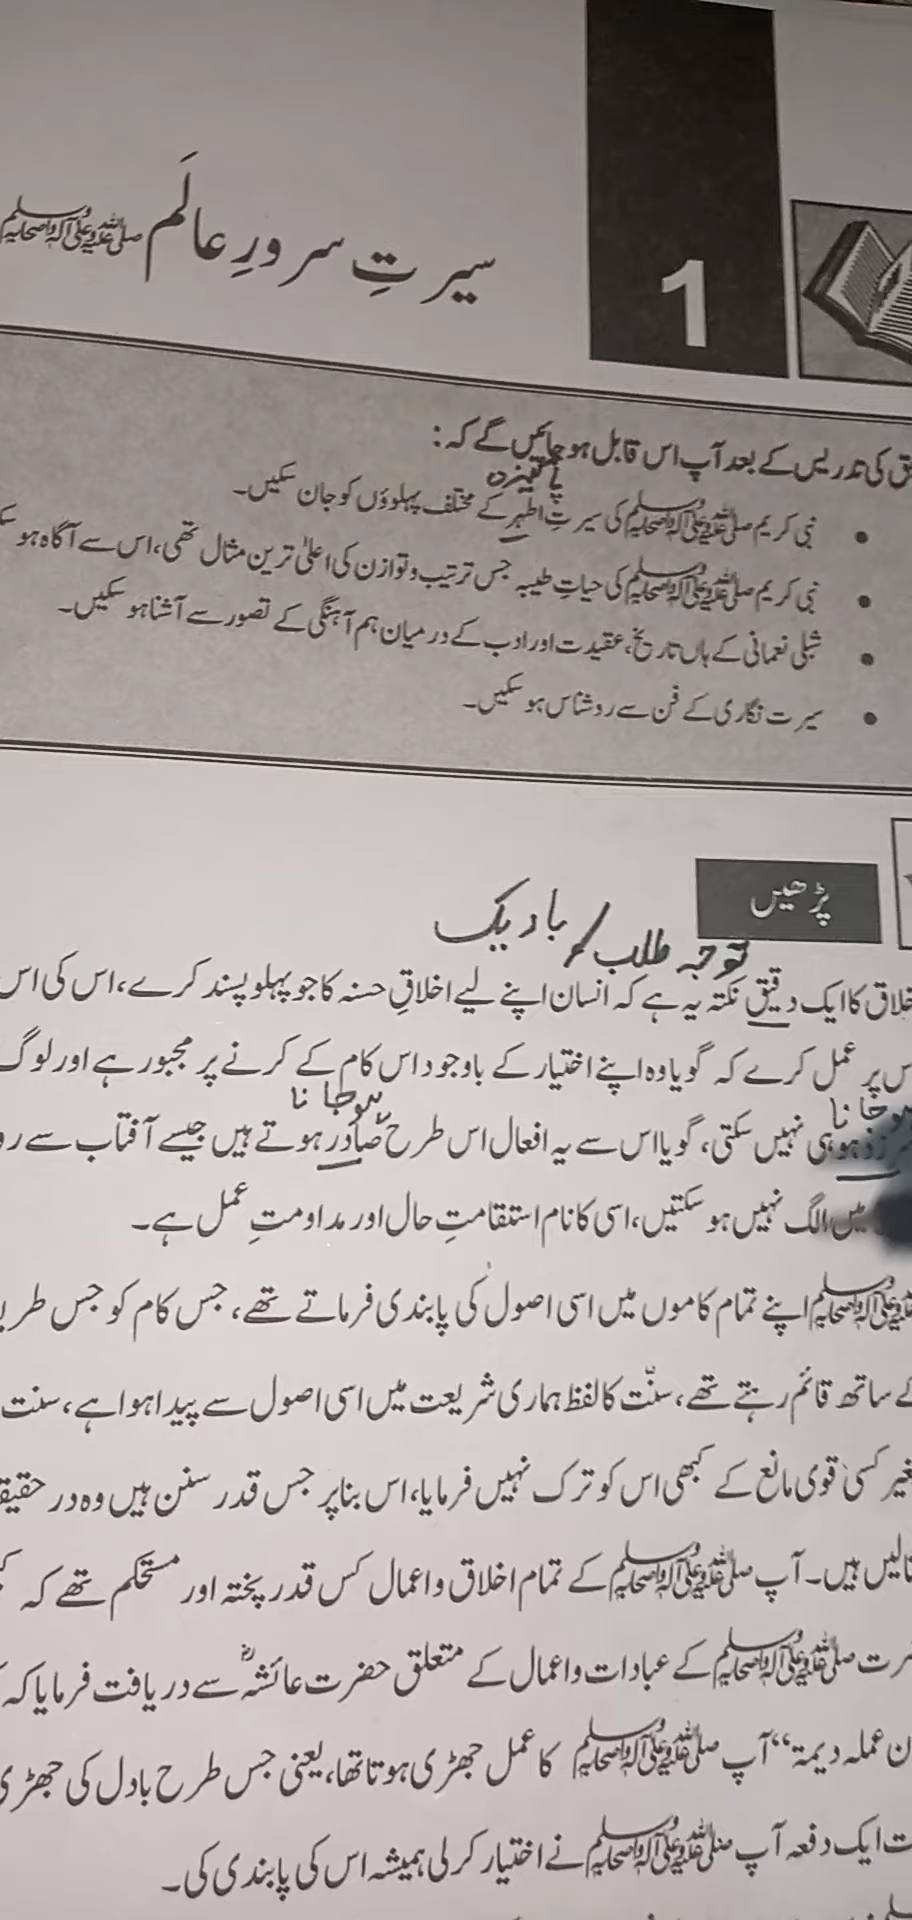 1
سیرتِ سرورِ عالَم صلی اللہ علیہ وعلیٰ آلہ واصحابہ وسلم
کی تدریس کے بعد آپ اس قابل ہو جائیں گے کہ:
پاکیزہ
نبی کریم صلی اللہ علیہ وعلیٰ آلہ واصحابہ وسلم کی سیرتِ اطہر کے مختلف پہلوؤں کو جان سکیں۔
نبی کریم صلی اللہ علیہ وعلیٰ آلہ واصحابہ وسلم کی حیاتِ طیبہ جس ترتیب و توازن کی اعلیٰ ترین مثال تھی، اس سے آگاہ ہو
شبلی نعمانی کے ہاں تاریخ، عقیدت اور ادب کے درمیان ہم آہنگی کے تصور سے آشنا ہو سکیں۔
سیرت نگاری کے فن سے روشناس ہو سکیں۔
پڑھیں
توجہ طلب / باریک
کا ایک دقیق نکتہ یہ ہے کہ انسان اپنے لیے اخلاقِ حسنہ کا جو پہلو پسند کرے، اس کی اس
پر عمل کرے کہ گویا وہ اپنے اختیار کے باوجود اس کام کے کرنے پر مجبور ہے اور لوگ
ہو جانا ہو جانا
ہو ہی نہیں سکتی، گویا اس سے یہ افعال اس طرح صادر ہوتے ہیں جیسے آفتاب سے
میں الگ نہیں ہو سکتیں، اسی کا نام استقامتِ حال اور مداومتِ عمل ہے۔
اپنے تمام کاموں میں اسی اصول کی پابندی فرماتے تھے، جس کام کو جس
کے ساتھ قائم رہتے تھے، سنّت کا لفظ ہماری شریعت میں اسی اصول سے پیدا ہوا ہے، سنت
کسی قوی مانع کے کبھی اس کو ترک نہیں فرمایا، اس بنا پر جس قدر سنن ہیں وہ در
ہیں۔ آپ صلی اللہ علیہ وعلیٰ آلہ واصحابہ وسلم کے تمام اخلاق و اعمال کس قدر پختہ اور مستحکم تھے کہ
صلی اللہ علیہ وعلیٰ آلہ واصحابہ وسلم کے عبادات و اعمال کے متعلق حضرت عائشہؓ سے دریافت فرمایا کہ
عملہ دیمة“ آپ صلی اللہ علیہ وعلیٰ آلہ واصحابہ وسلم کا عمل جھڑی ہوتا تھا، یعنی جس طرح بادل کی جھڑی
ایک دفعہ آپ صلی اللہ علیہ وعلیٰ آلہ واصحابہ وسلم نے اختیار کر لی ہمیشہ اس کی پابندی کی۔